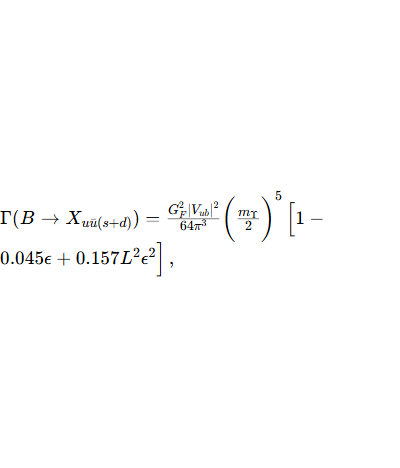 Γ(B → X_{uū(s+d)}) = \frac{G_F^2|V_{ub}|^2}{64π^3} \left(\frac{m_Υ}{2}\right)^5 [1 −
0.045ϵ + 0.157L^2ϵ^2] ,